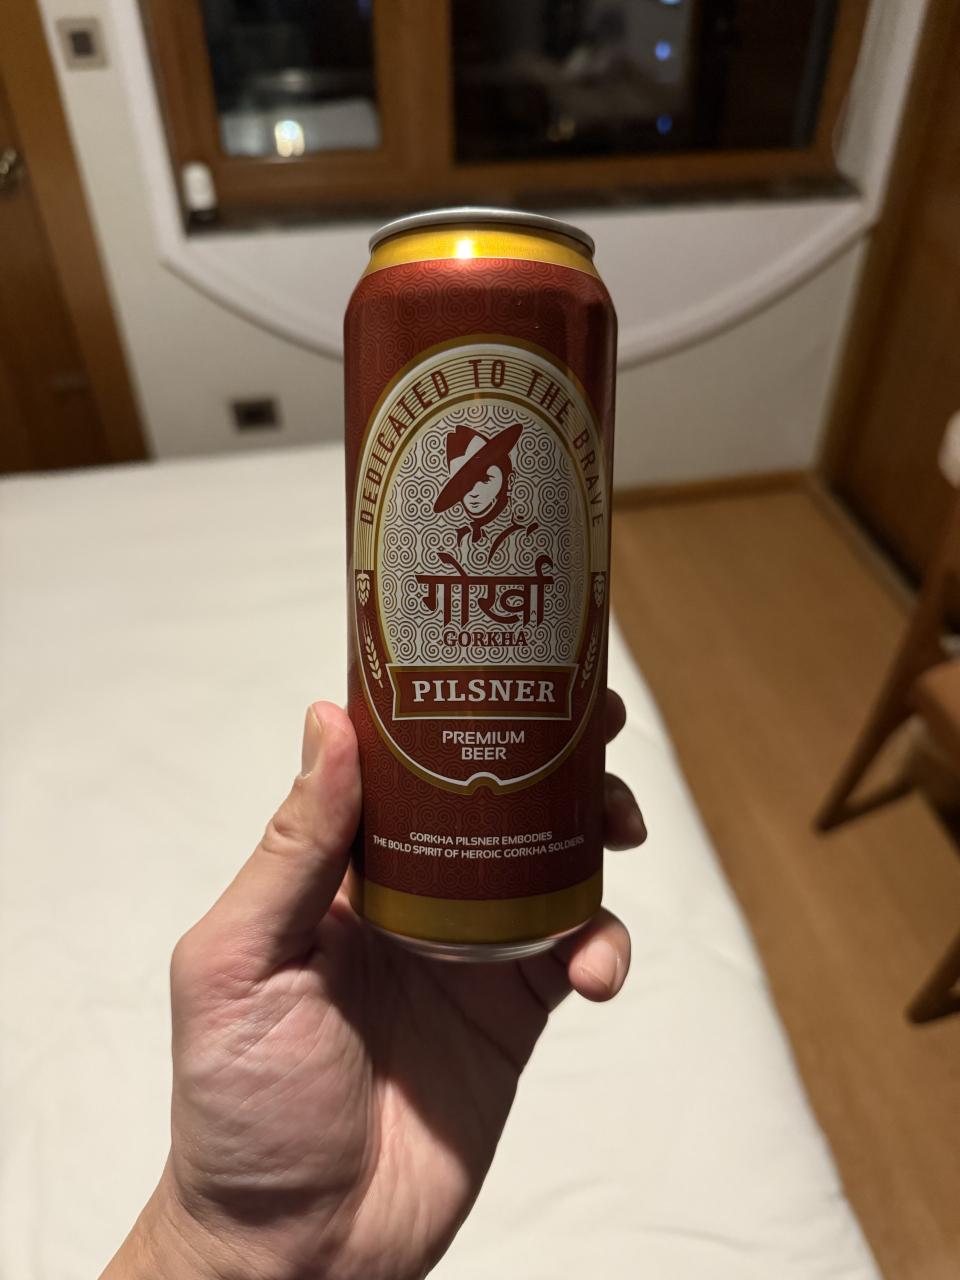 DEDICATED TO THE BRAVE
गोर्खा
GORKHA
PILSNER
PREMIUM
BEER
GORKHA PILSNER EMBODIES
THE BOLD SPIRIT OF HEROIC GORKHA SOLDIERS